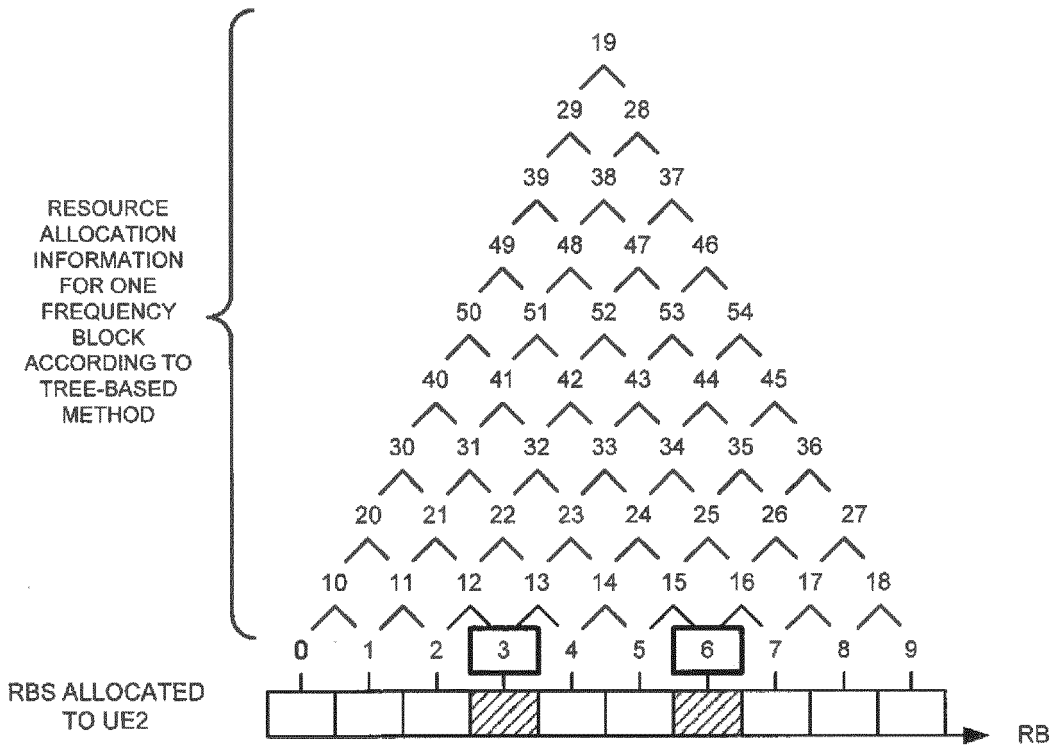 19
29 28
39 38 37
49 48 47 46
50 51 52 53 54
40 41 42 43 44 45
30 31 32 33 34 35 36
20 21 22 23 24 25 26 27
10 11 12 13 14 15 16 17 18
0 1 2 3 4 5 6 7 8 9
RESOURCE
ALLOCATION
INFORMATION
FOR ONE
FREQUENCY
BLOCK
ACCORDING TO
TREE-BASED
METHOD
RBS ALLOCATED
TO UE2
RB